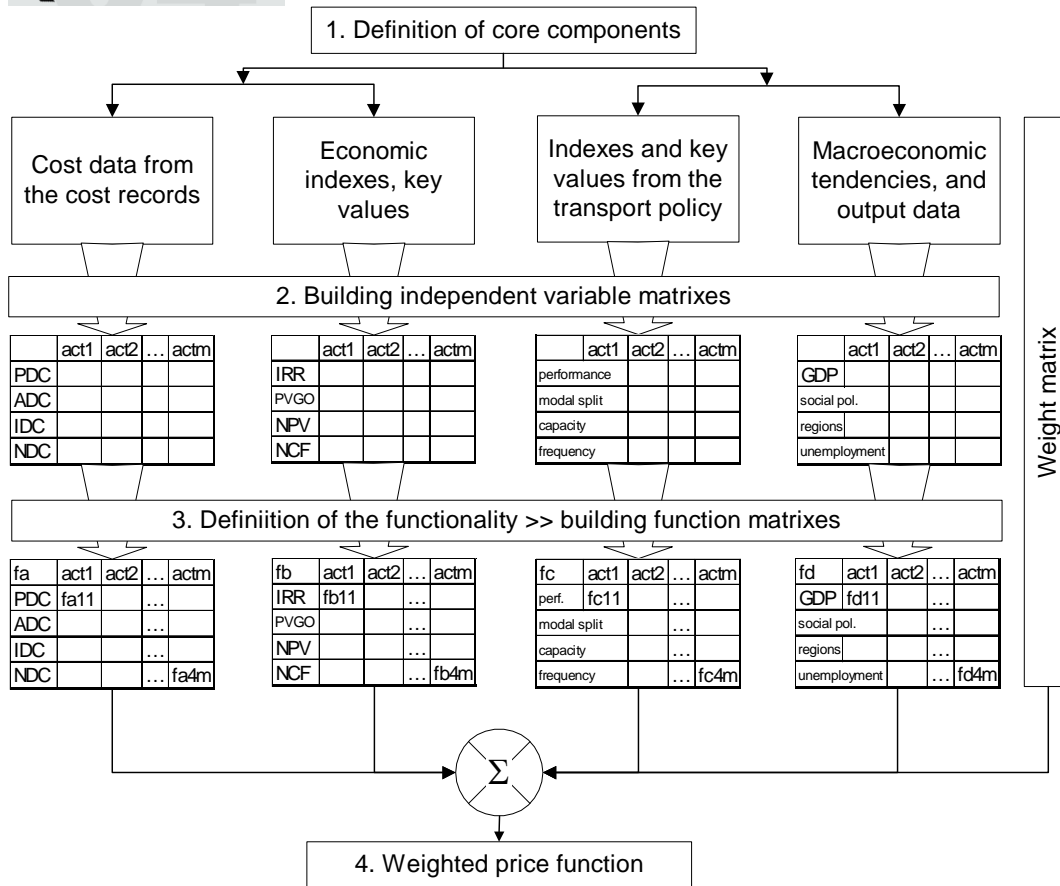 1. Definition of core components
Cost data from
the cost records
Economic
indexes, key
values
Indexes and key
values from the
transport policy
Macroeconomic
tendencies, and
output data
Weight matrix
2. Building independent variable matrixes
act1 act2 … actm
PDC
ADC
IDC
NDC
act1 act2 … actm
IRR
PVGO
NPV
NCF
act1 act2 … actm
performance
modal split
capacity
frequency
act1 act2 … actm
GDP
social pol.
regions
unemployment
3. Definiition of the functionality >> building function matrixes
fa act1 act2 … actm
PDC fa11 …
ADC …
IDC …
NDC … fa4m
fb act1 act2 … actm
IRR fb11 …
PVGO …
NPV …
NCF … fb4m
fc act1 act2 … actm
perf. fc11 …
modal split …
capacity …
frequency … fc4m
fd act1 act2 … actm
GDP fd11 …
social pol. …
regions …
unemployment … fd4m
Σ
4. Weighted price function